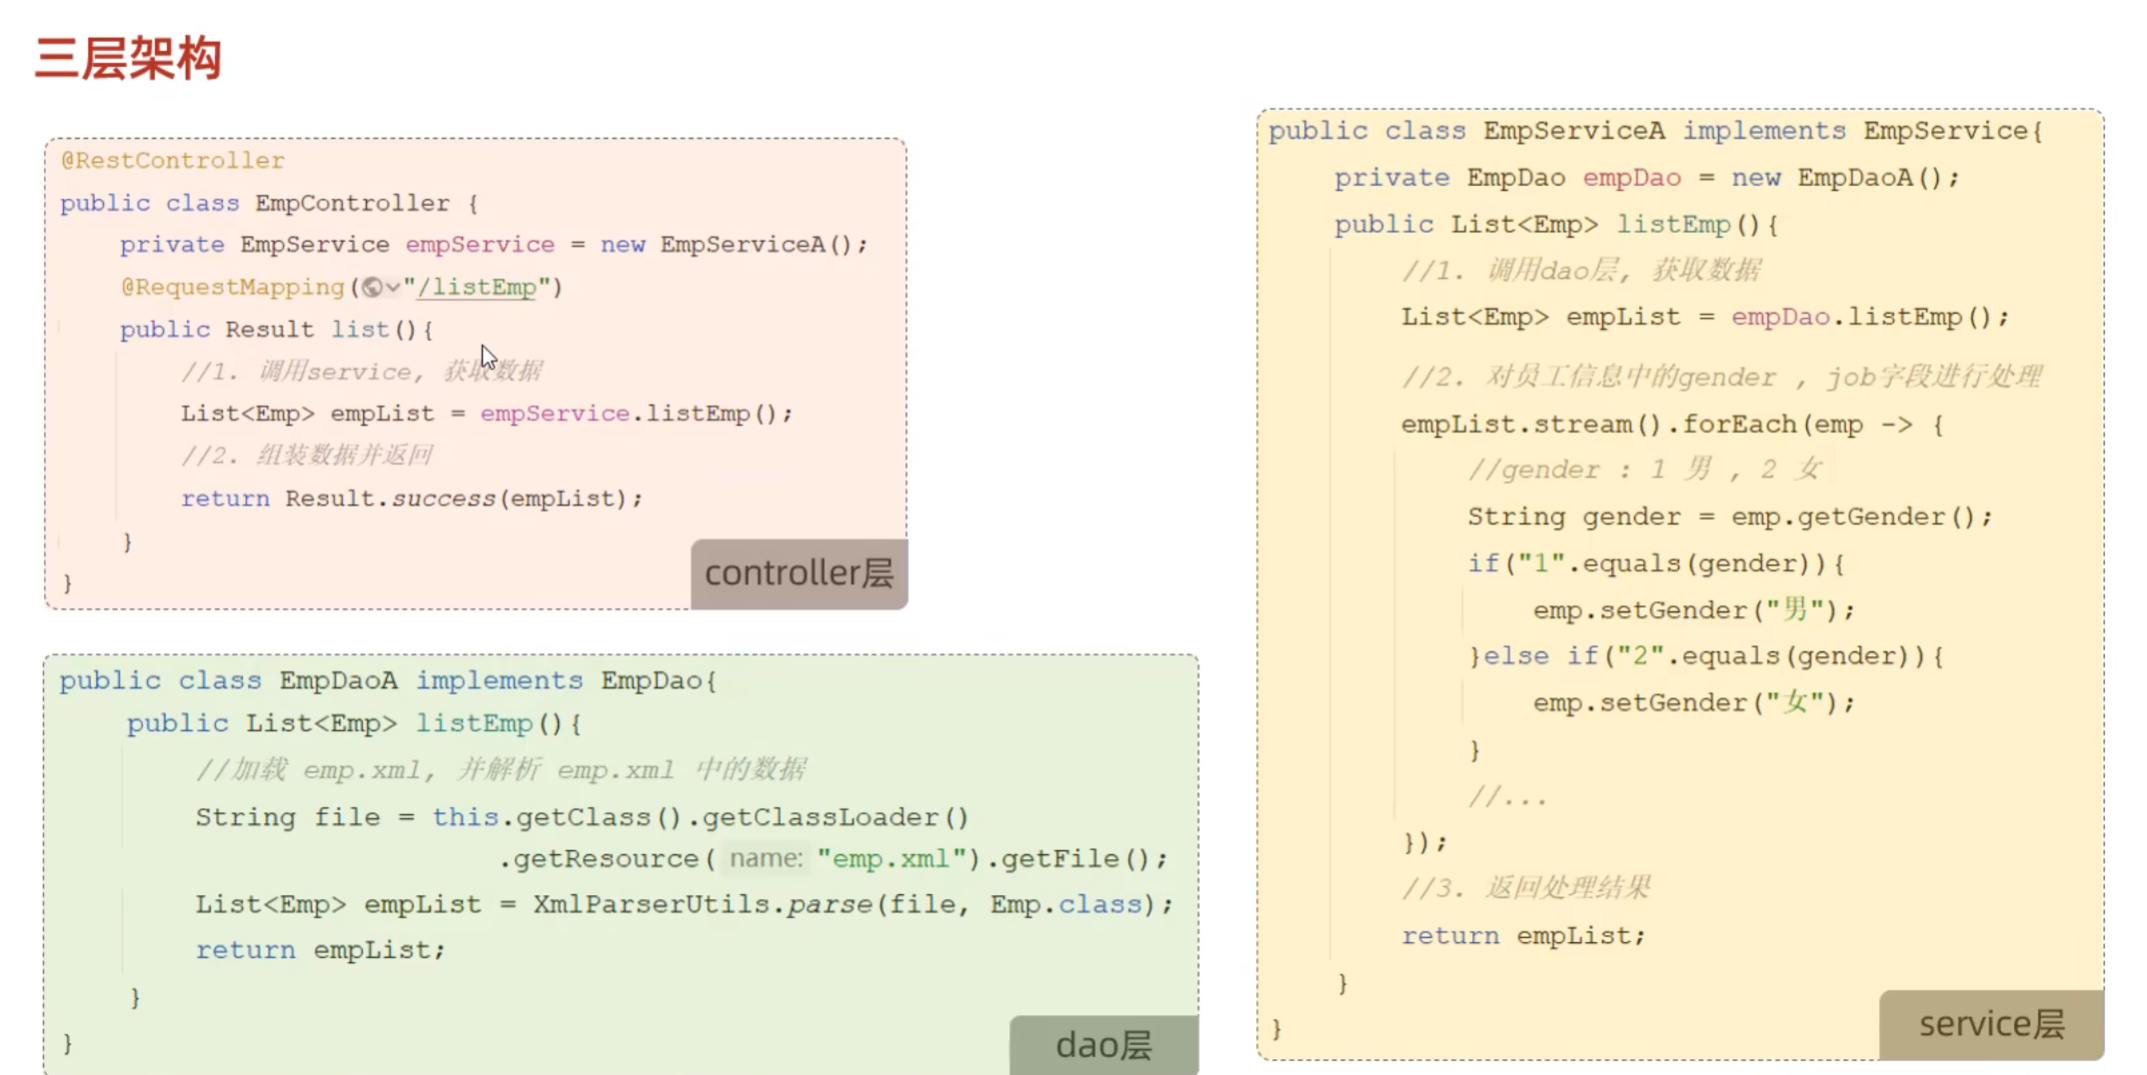 三层架构
@RestController
public class EmpController {
private EmpService empService = new EmpServiceA();
@RequestMapping("/listEmp")
public Result list(){
//1. 调用service, 获取数据
List<Emp> empList = empService.listEmp();
//2. 组装数据并返回
return Result.success(empList);
}
}
controller层
public class EmpDaoA implements EmpDao{
public List<Emp> listEmp(){
//加载 emp.xml, 并解析 emp.xml 中的数据
String file = this.getClass().getClassLoader()
.getResource( name: "emp.xml").getFile();
List<Emp> empList = XmlParserUtils.parse(file, Emp.class);
return empList;
}
}
dao层
public class EmpServiceA implements EmpService{
private EmpDao empDao = new EmpDaoA();
public List<Emp> listEmp(){
//1. 调用dao层, 获取数据
List<Emp> empList = empDao.listEmp();
//2. 对员工信息中的gender , job字段进行处理
empList.stream().forEach(emp -> {
//gender : 1 男 , 2 女
String gender = emp.getGender();
if("1".equals(gender)){
emp.setGender("男");
}else if("2".equals(gender)){
emp.setGender("女");
}
//...
});
//3. 返回处理结果
return empList;
}
}
service层